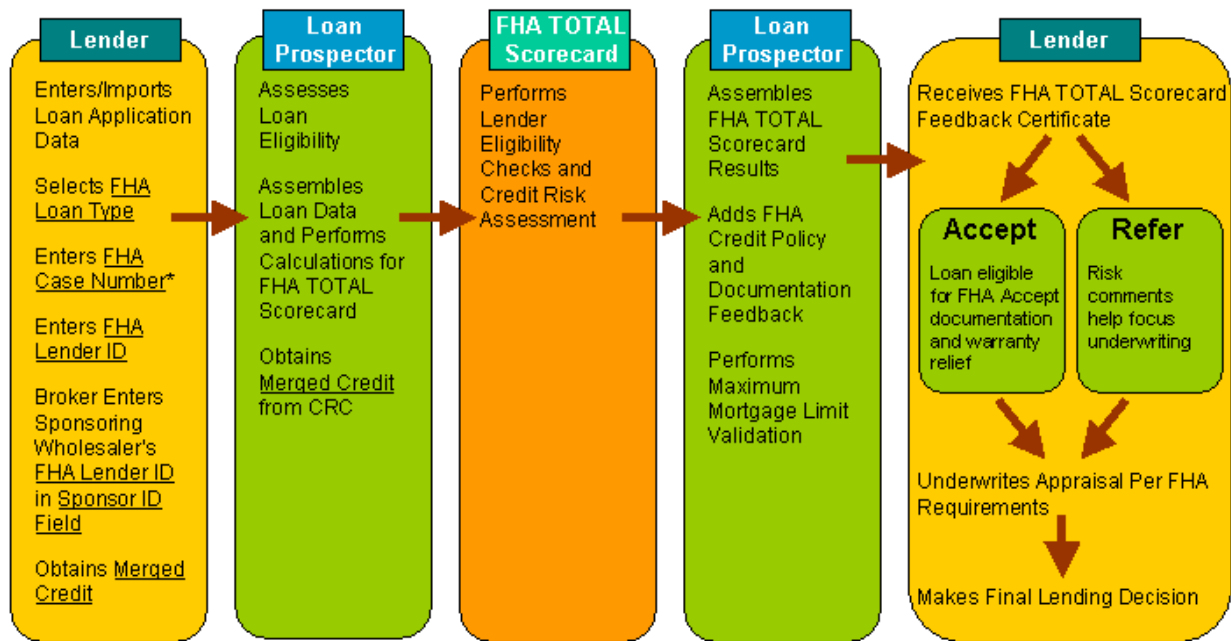 Lender
Enters/Imports
Loan Application
Data
Selects FHA
Loan Type
Enters FHA
Case Number*
Enters FHA
Lender ID
Broker Enters
Sponsoring
Wholesaler's
FHA Lender ID
in Sponsor ID
Field
Obtains Merged
Credit
Loan
Prospector
Assesses
Loan
Eligibility
Assembles
Loan Data
and Performs
Calculations for
FHA TOTAL
Scorecard
Obtains
Merged Credit
from CRC
FHA TOTAL
Scorecard
Performs
Lender
Eligibility
Checks and
Credit Risk
Assessment
Loan
Prospector
Assembles
FHA TOTAL
Scorecard
Results
Adds FHA
Credit Policy
and
Documentation
Feedback
Performs
Maximum
Mortgage Limit
Validation
Lender
Receives FHA TOTAL Scorecard
Feedback Certificate
Accept
Loan eligible
for FHA Accept
documentation
and warranty
relief
Refer
Risk
comments
help focus
underwriting
Underwrites Appraisal Per FHA
Requirements
Makes Final Lending Decision